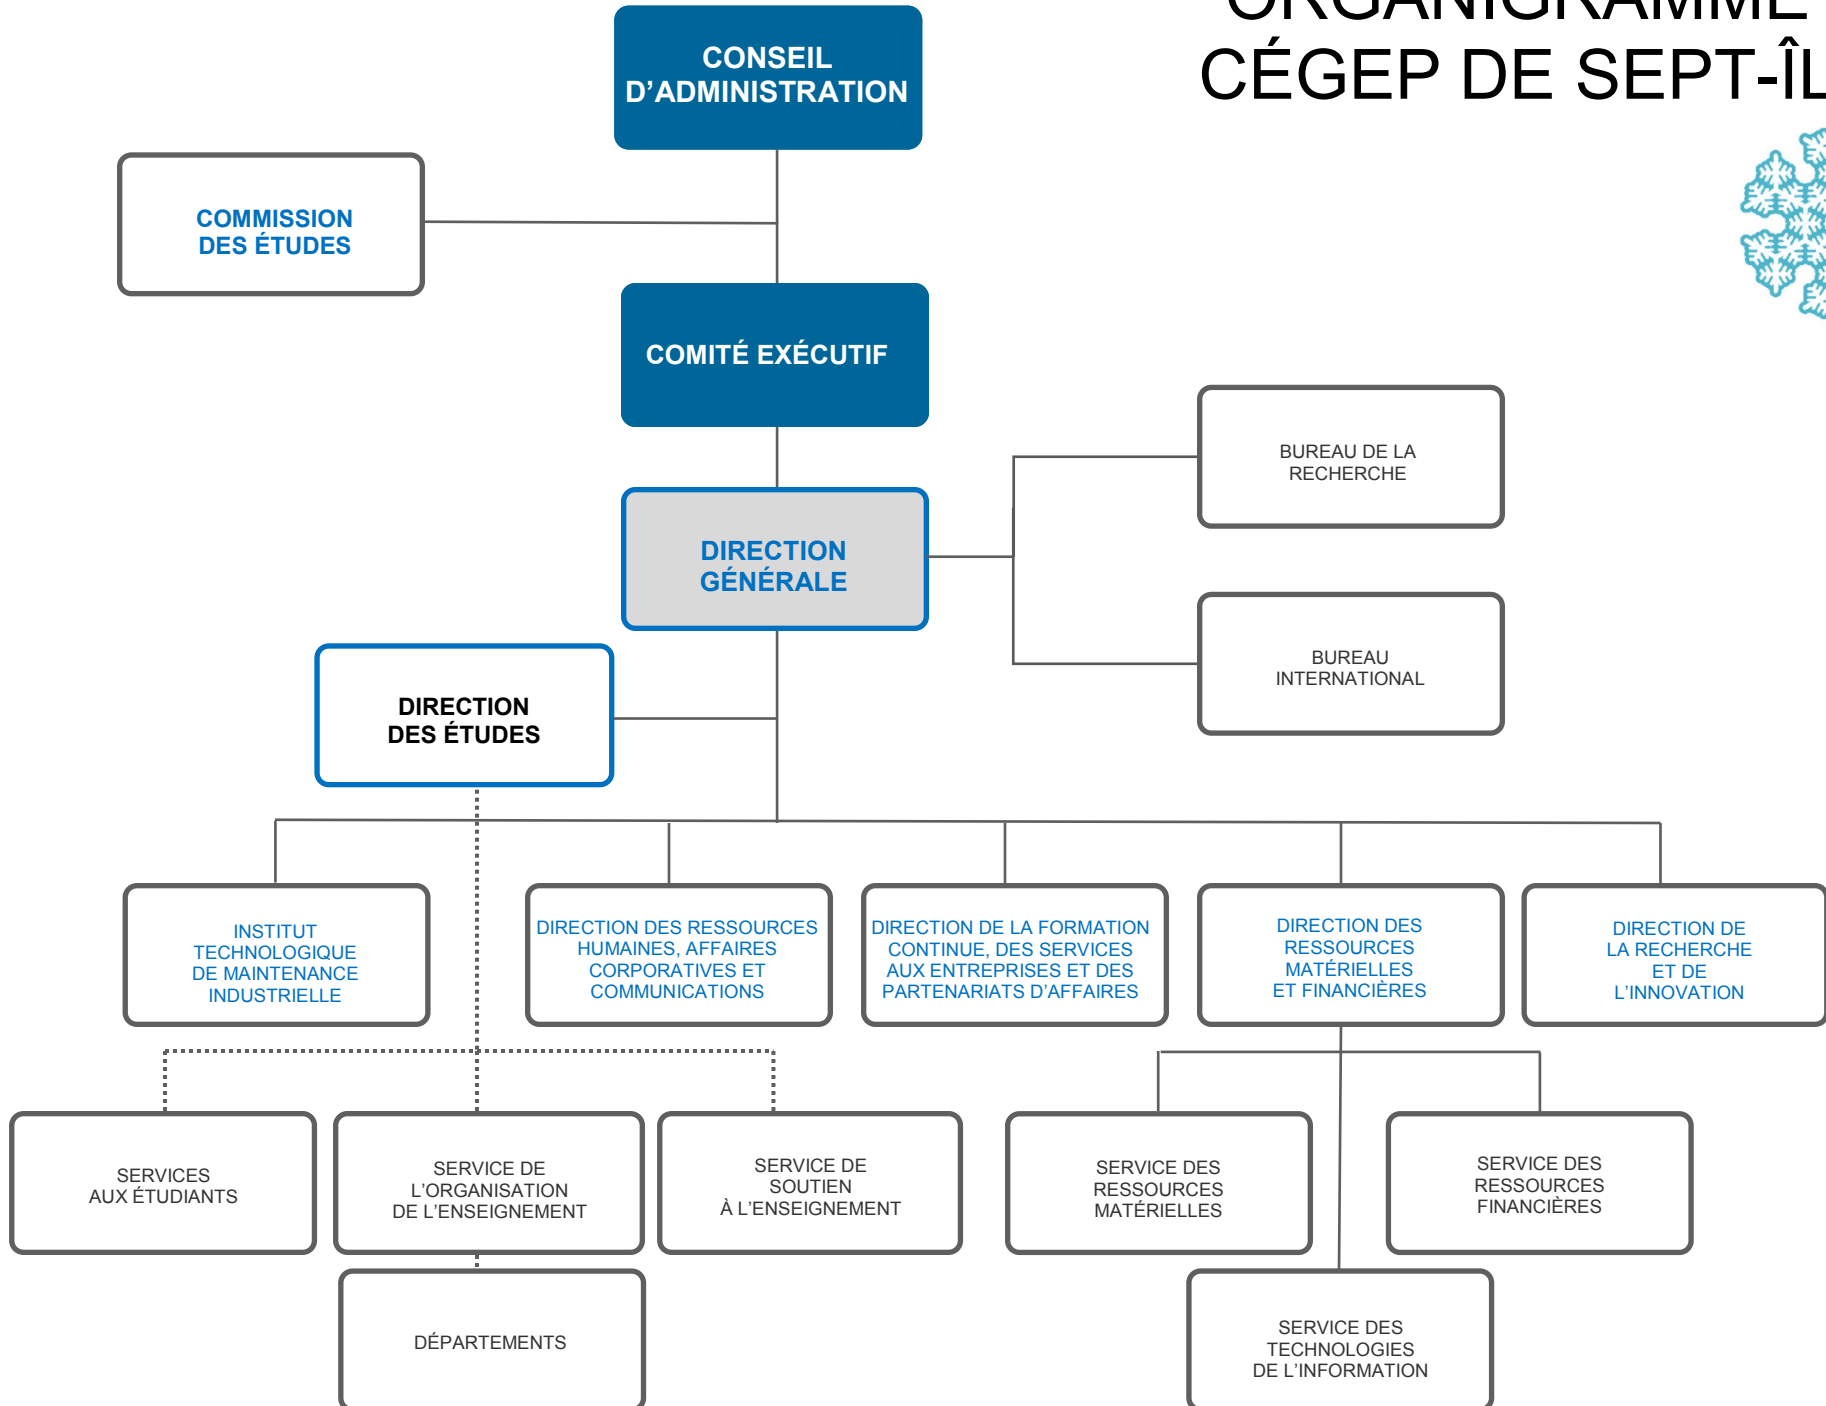 ORGANIGRAMME
CÉGEP DE SEPT-ÎL
CONSEIL
D’ADMINISTRATION
COMMISSION
DES ÉTUDES
COMITÉ EXÉCUTIF
BUREAU DE LA
RECHERCHE
DIRECTION
GÉNÉRALE
BUREAU
INTERNATIONAL
DIRECTION
DES ÉTUDES
INSTITUT
TECHNOLOGIQUE
DE MAINTENANCE
INDUSTRIELLE
DIRECTION DES RESSOURCES
HUMAINES, AFFAIRES
CORPORATIVES ET
COMMUNICATIONS
DIRECTION DE LA FORMATION
CONTINUE, DES SERVICES
AUX ENTREPRISES ET DES
PARTENARIATS D’AFFAIRES
DIRECTION DES
RESSOURCES
MATÉRIELLES
ET FINANCIÈRES
DIRECTION DE
LA RECHERCHE
ET DE
L’INNOVATION
SERVICES
AUX ÉTUDIANTS
SERVICE DE
L’ORGANISATION
DE L’ENSEIGNEMENT
SERVICE DE
SOUTIEN
À L’ENSEIGNEMENT
SERVICE DES
RESSOURCES
MATÉRIELLES
SERVICE DES
RESSOURCES
FINANCIÈRES
DÉPARTEMENTS
SERVICE DES
TECHNOLOGIES
DE L’INFORMATION